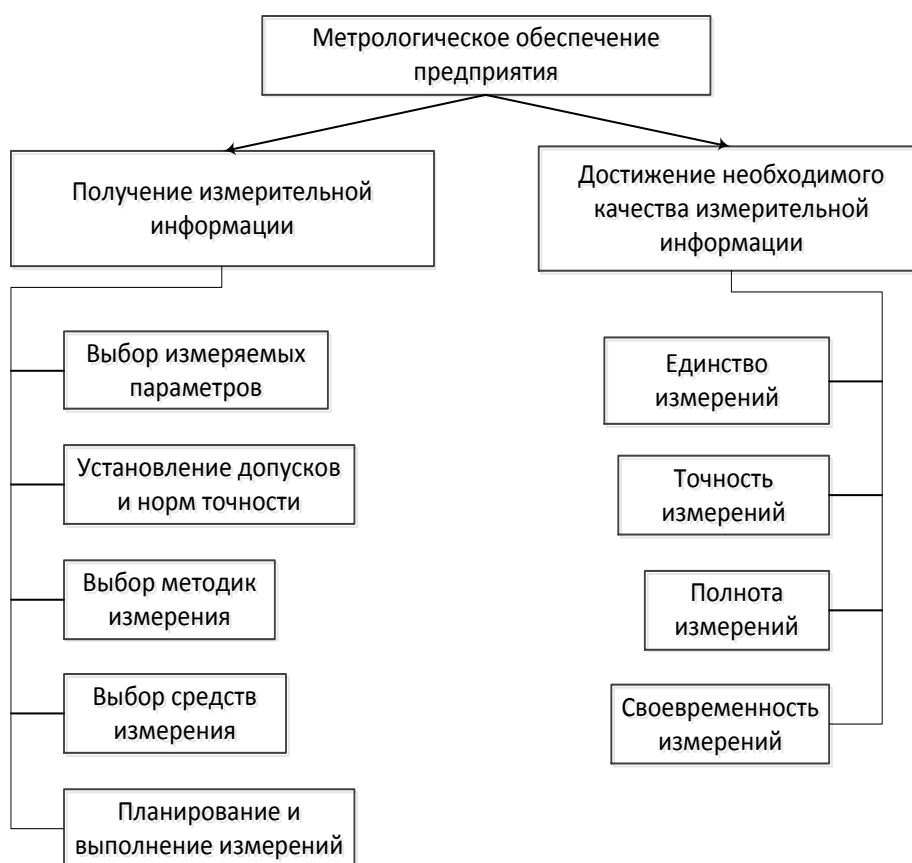 Метрологическое обеспечение
предприятия
Получение измерительной
информации
Достижение необходимого
качества измерительной
информации
Выбор измеряемых
параметров
Установление допусков
и норм точности
Выбор методик
измерения
Выбор средств
измерения
Планирование и
выполнение измерений
Единство
измерений
Точность
измерений
Полнота
измерений
Своевременность
измерений